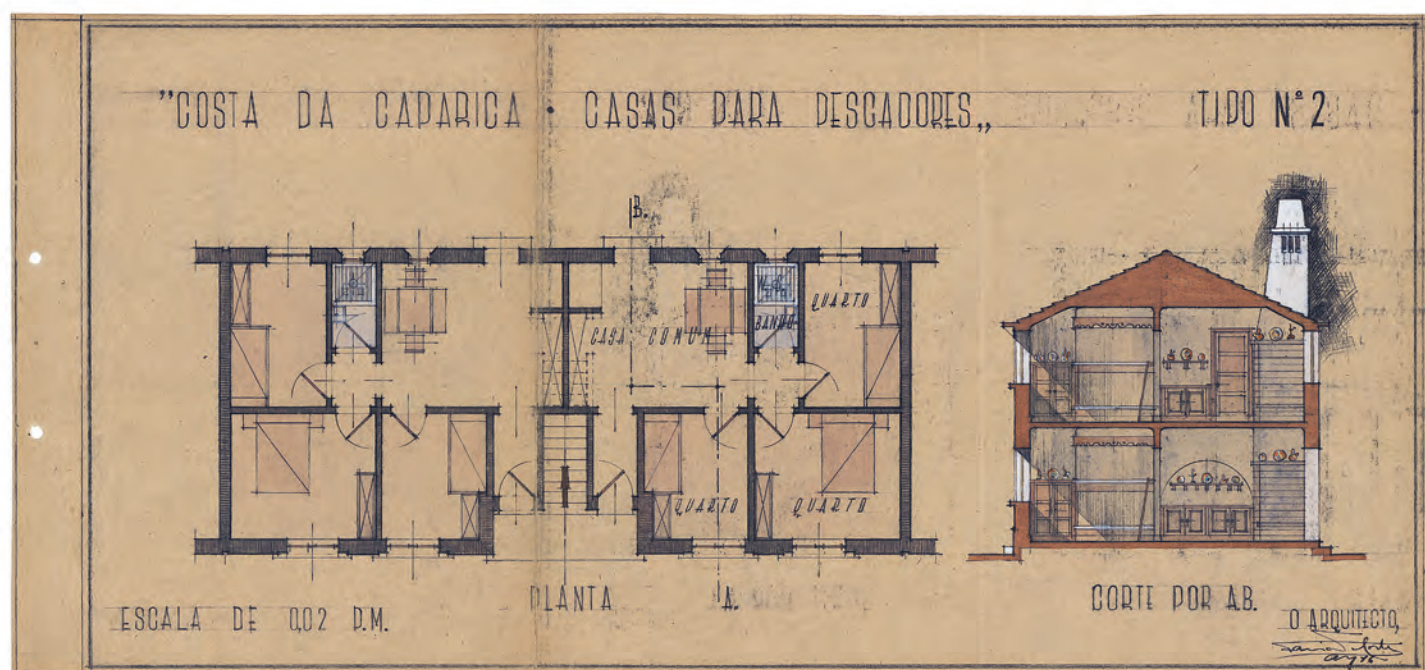 "COSTA DA CAPARICA • CASAS PARA PESCADORES„ TIPO Nº 2
B.
W.C.
QUARTO
BANHO
CASA COMUM
QUARTO QUARTO
PLANTA A.
CORTE POR A.B.
ESCALA DE 0,02 P.M.
O ARQUITECTO,